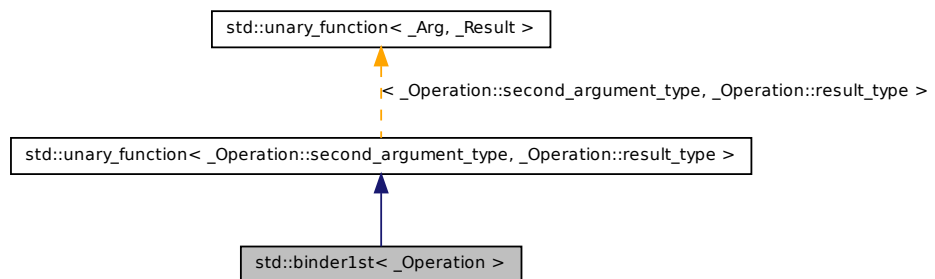 std::unary_function< _Arg, _Result >
< _Operation::second_argument_type, _Operation::result_type >
std::unary_function< _Operation::second_argument_type, _Operation::result_type >
std::binder1st< _Operation >